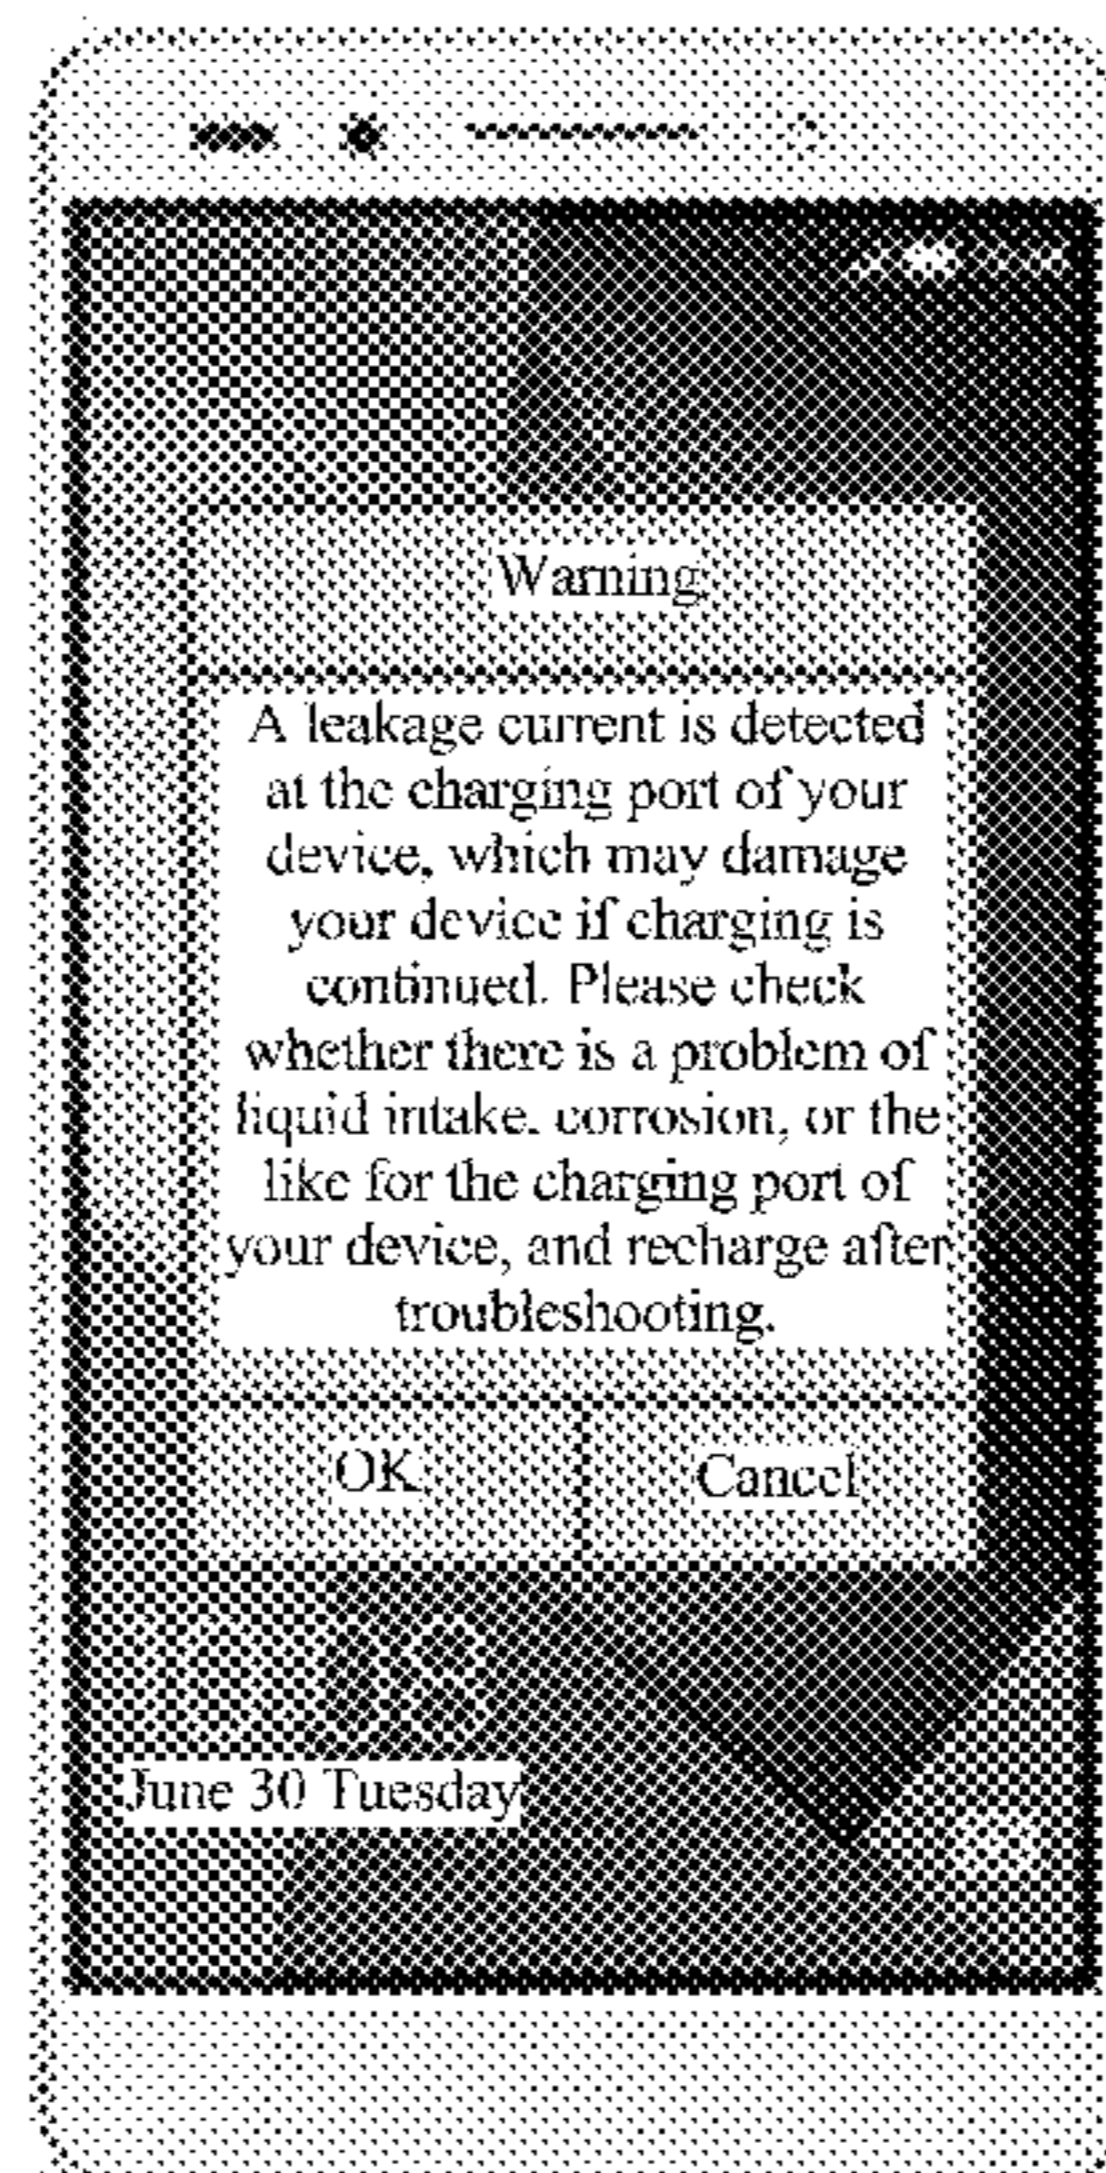 Warning
A leakage current is detected
at the charging port of your
device, which may damage
your device if charging is
continued. Please check
whether there is a problem of
liquid intake, corrosion, or the
like for the charging port of
your device, and recharge after
troubleshooting.
OK Cancel
June 30 Tuesday